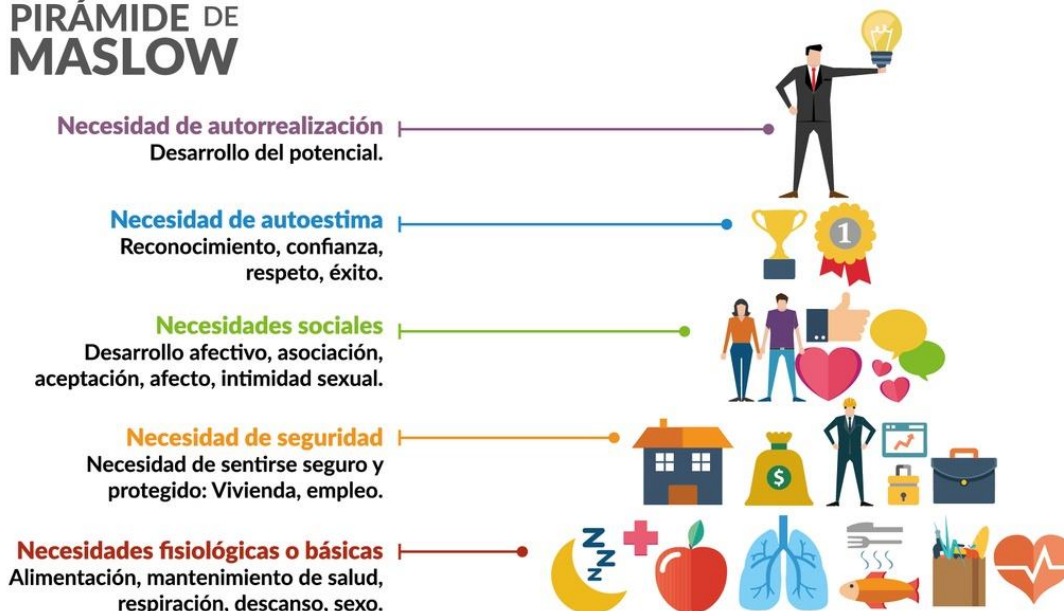 PIRÁMIDE DE
MASLOW
Necesidad de autorrealización
Desarrollo del potencial.
Necesidad de autoestima
Reconocimiento, confianza,
respeto, éxito.
1
Necesidades sociales
Desarrollo afectivo, asociación,
aceptación, afecto, intimidad sexual.
Necesidad de seguridad
Necesidad de sentirse seguro y
protegido: Vivienda, empleo.
$
Necesidades fisiológicas o básicas
Alimentación, mantenimiento de salud,
respiración, descanso, sexo.
Z
Z
Z